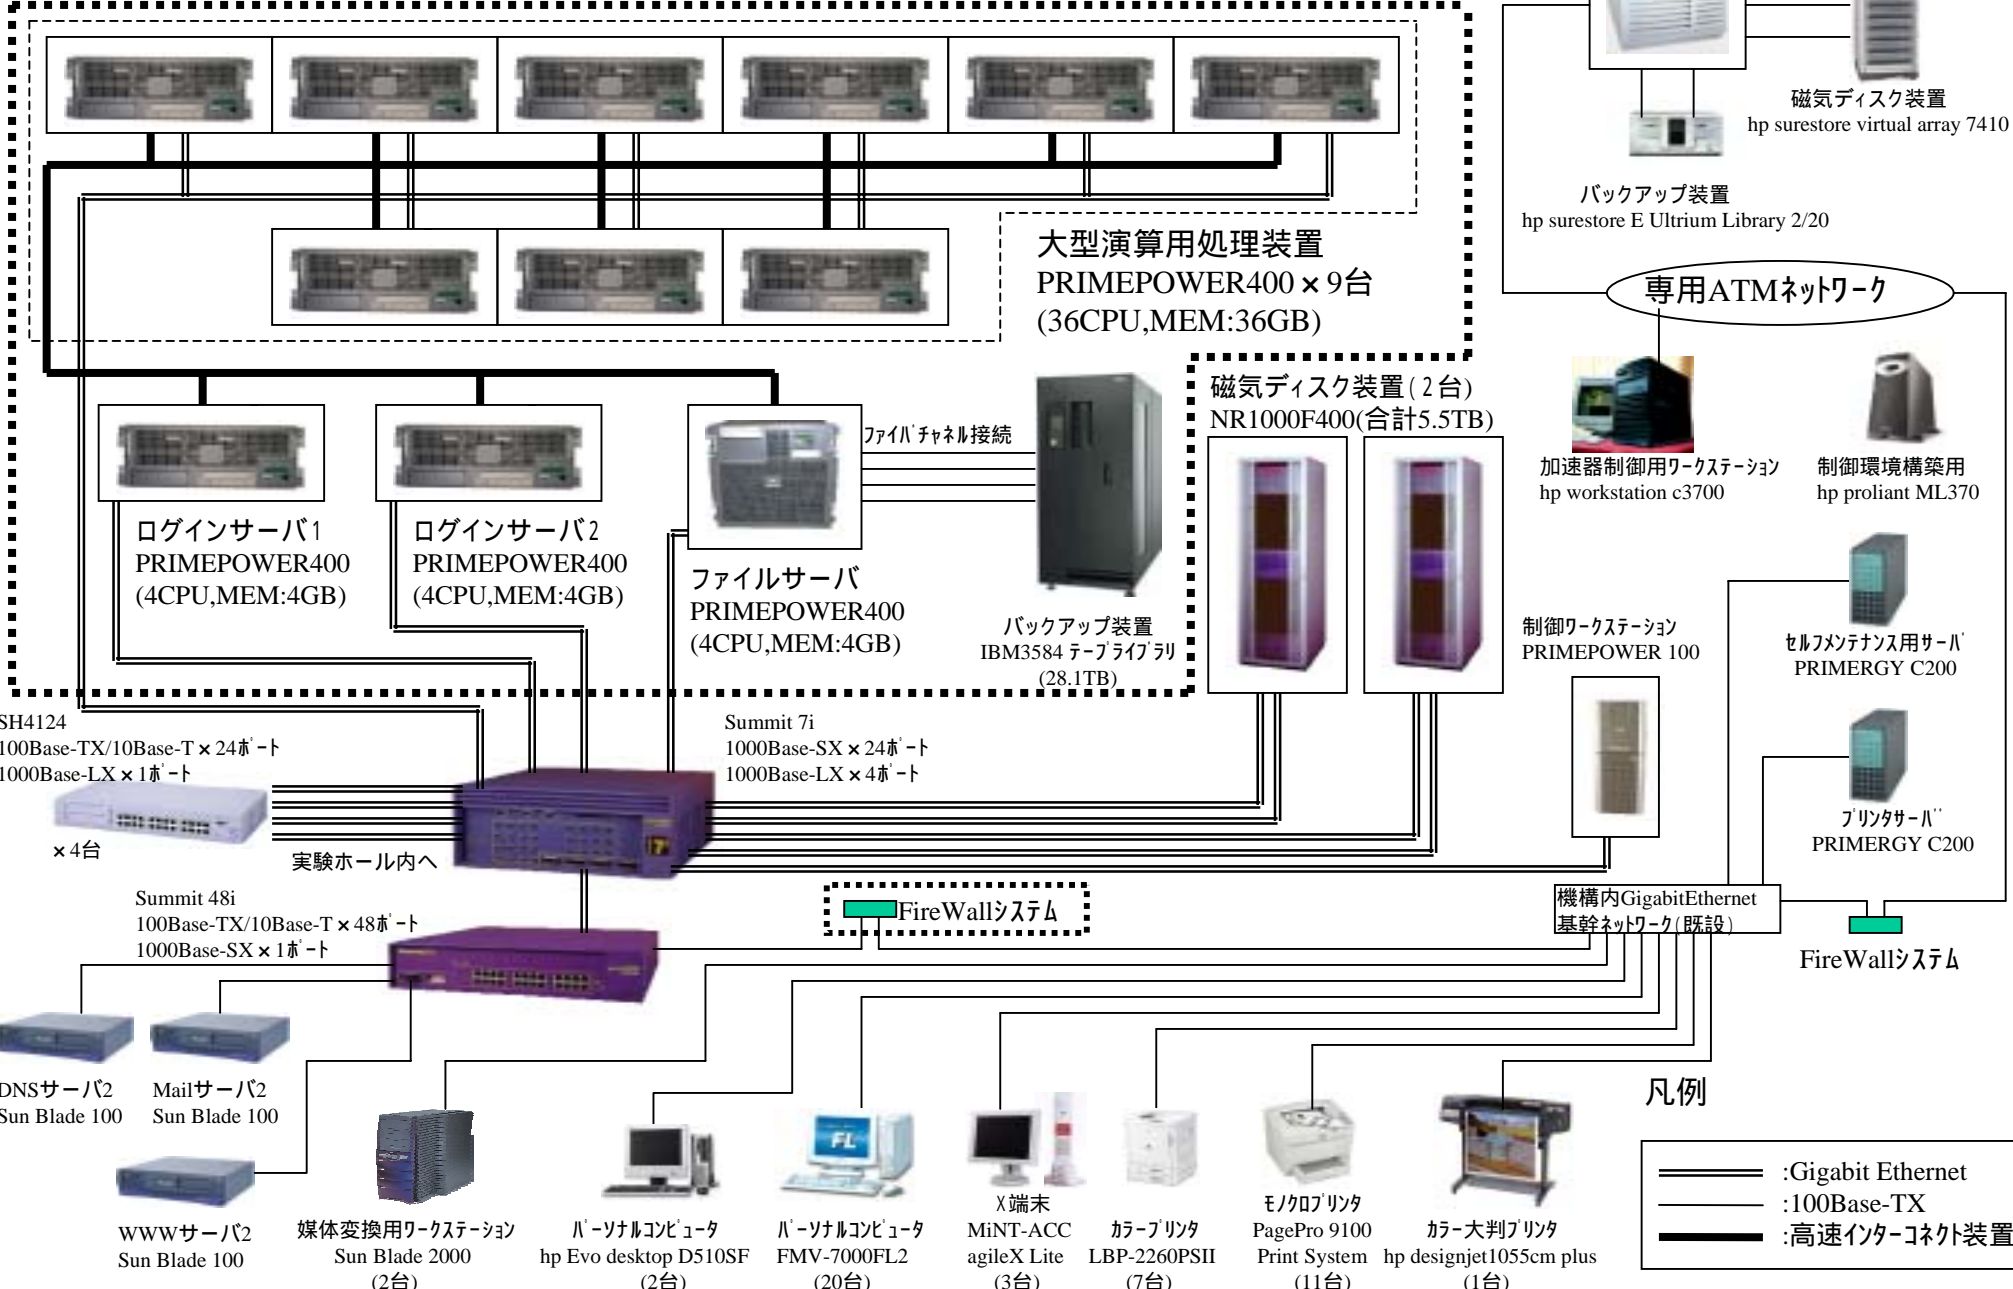 磁気ディスク装置
hp surestore virtual array 7410
バックアップ装置
hp surestore E Ultrium Library 2/20
大型演算用処理装置
PRIMEPOWER400×9台
(36CPU,MEM:36GB)
専用ATMネットワーク
磁気ディスク装置(2台)
NR1000F400(合計5.5TB)
ファイバチャネル接続
加速器制御用ワークステーション
hp workstation c3700
制御環境構築用
hp proliant ML370
ログインサーバ1
PRIMEPOWER400
(4CPU,MEM:4GB)
ログインサーバ2
PRIMEPOWER400
(4CPU,MEM:4GB)
ファイルサーバ
PRIMEPOWER400
(4CPU,MEM:4GB)
バックアップ装置
IBM3584 テープライブラリ
(28.1TB)
制御ワークステーション
PRIMEPOWER 100
セルフメンテナンス用サーバ
PRIMERGY C200
SH4124
100Base-TX/10Base-T×24ポート
1000Base-LX×1ポート
×4台
Summit 7i
1000Base-SX×24ポート
1000Base-LX×4ポート
プリンタサーバ
PRIMERGY C200
実験ホール内へ
Summit 48i
100Base-TX/10Base-T×48ポート
1000Base-SX×1ポート
FireWallシステム
機構内GigabitEthernet
基幹ネットワーク(既設)
FireWallシステム
DNSサーバ2
Sun Blade 100
Mailサーバ2
Sun Blade 100
WWWサーバ2
Sun Blade 100
媒体変換用ワークステーション
Sun Blade 2000
(2台)
パーソナルコンピュータ
hp Evo desktop D510SF
(2台)
FL
パーソナルコンピュータ
FMV-7000FL2
(20台)
X端末
MiNT-ACC
agileX Lite
(3台)
カラープリンタ
LBP-2260PSII
(7台)
モノクロプリンタ
PagePro 9100
Print System
(11台)
カラー大判プリンタ
hp designjet1055cm plus
(1台)
凡例
:Gigabit Ethernet
:100Base-TX
:高速インターコネクト装置